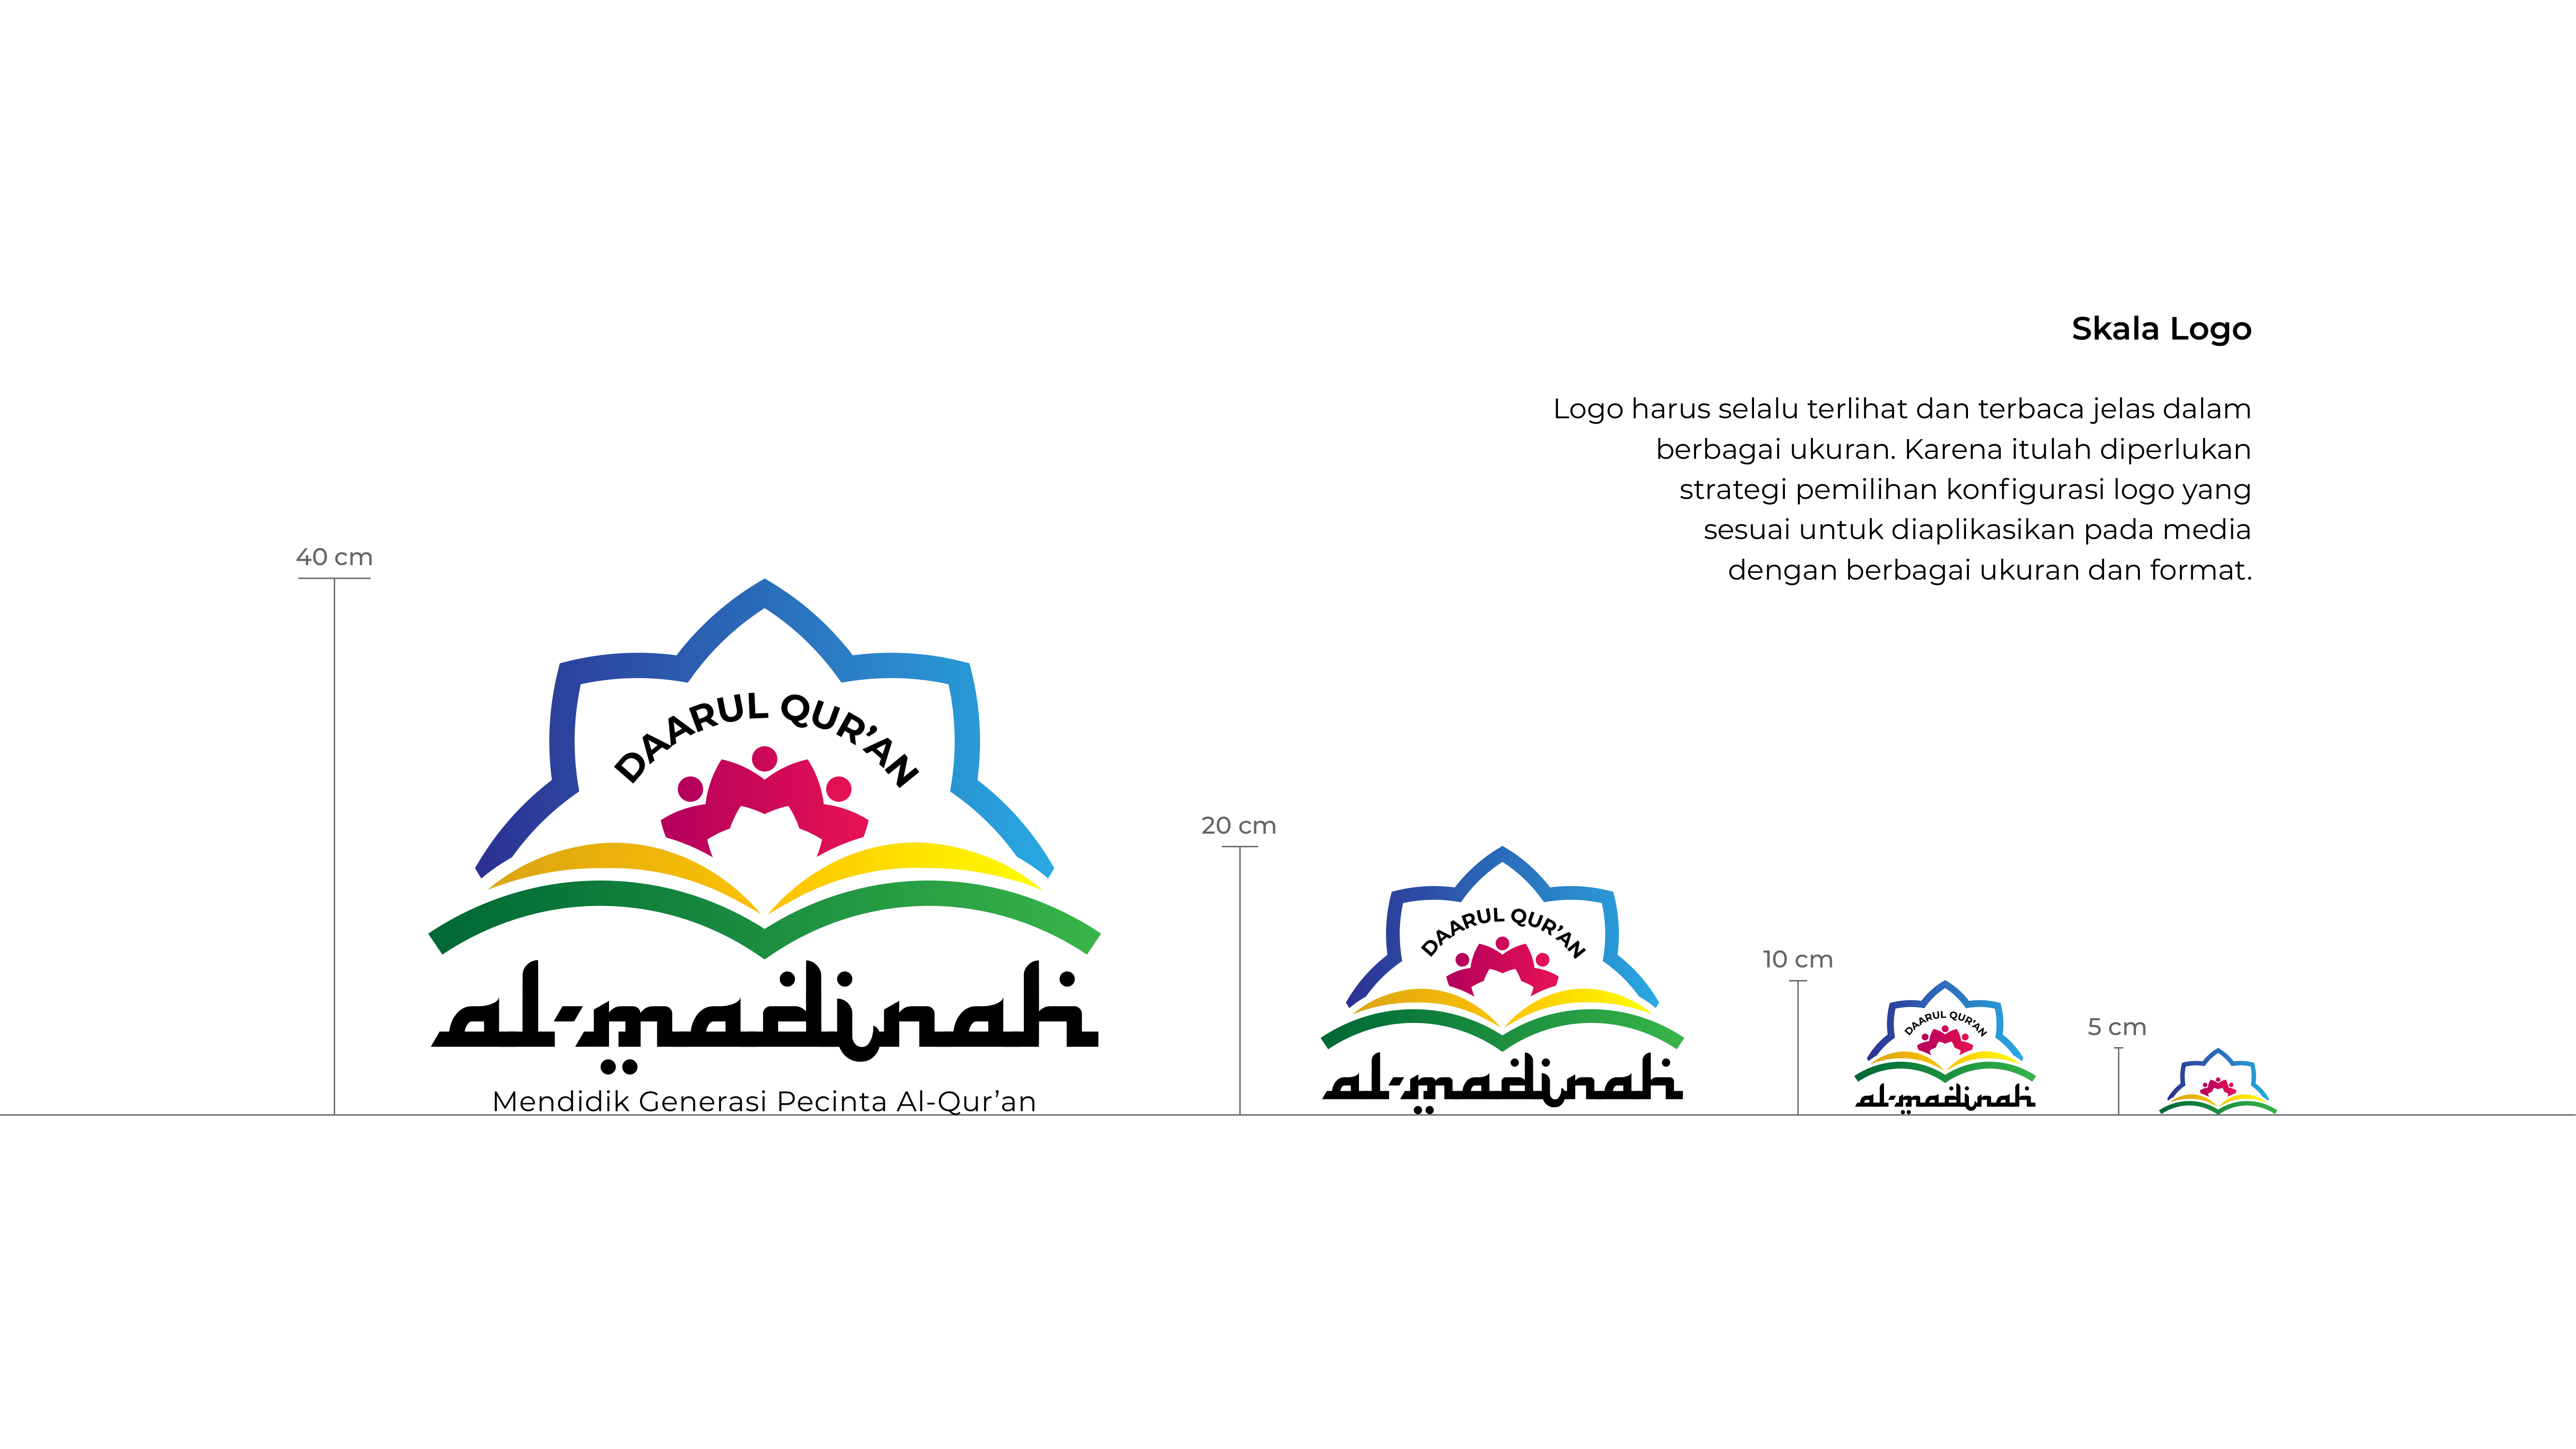 Skala Logo
Logo harus selalu terlihat dan terbaca jelas dalam
berbagai ukuran. Karena itulah diperlukan
strategi pemilihan konfigurasi logo yang
sesuai untuk diaplikasikan pada media
dengan berbagai ukuran dan format.
40 cm
DAARUL QUR’AN
al-madinah
Mendidik Generasi Pecinta Al-Qur’an
20 cm
DAARUL QUR’AN
al-madinah
10 cm
DAARUL QUR’AN
al-madinah
5 cm